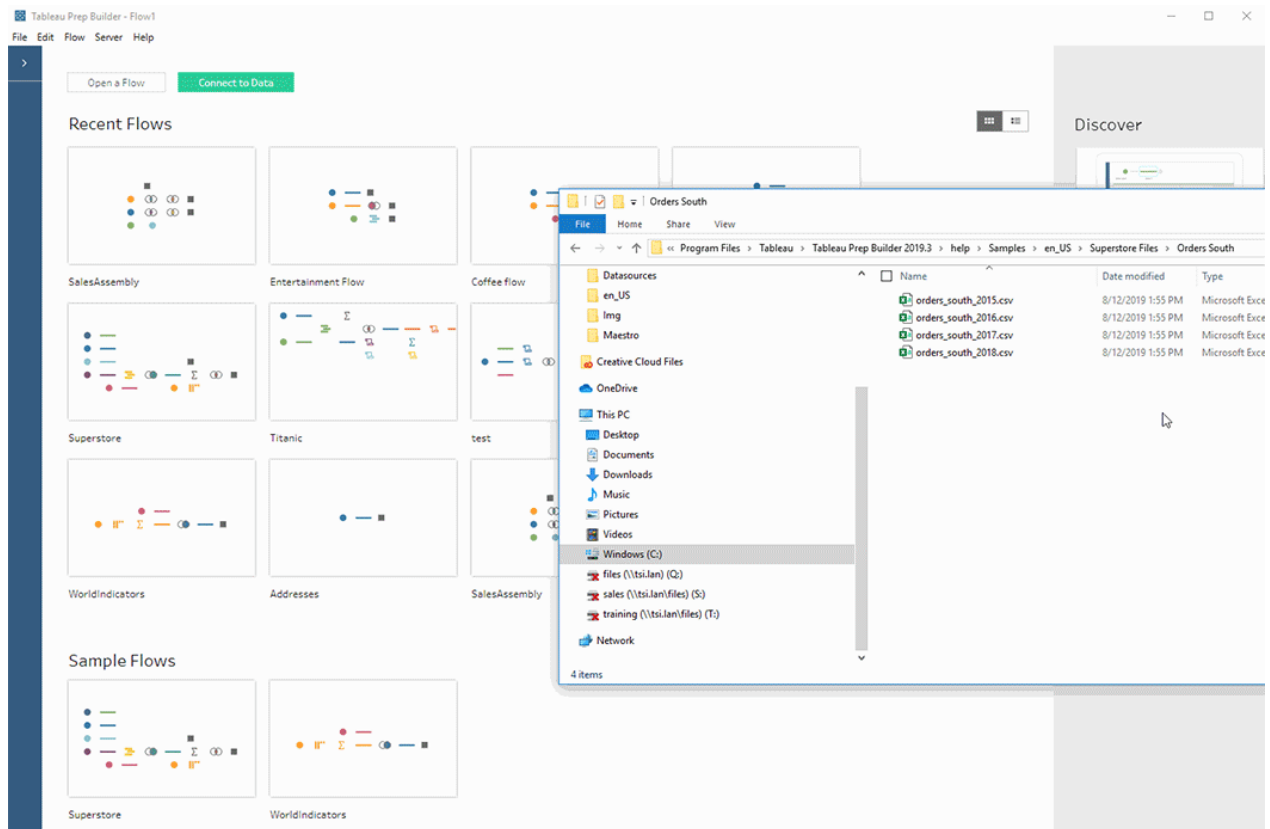 Tableau Prep Builder - Flow1
File Edit Flow Server Help
Open a Flow Connect to Data
Recent Flows
Discover
SalesAssembly
Entertainment Flow
Coffee flow
Superstore
Titanic
test
WorldIndicators
Addresses
SalesAssembly
Sample Flows
Superstore
WorldIndicators
Orders South
File Home Share View
« Program Files > Tableau > Tableau Prep Builder 2019.3 > help > Samples > en_US > Superstore Files > Orders South
Datasources
en_US
Img
Maestro
Creative Cloud Files
OneDrive
This PC
Desktop
Documents
Downloads
Music
Pictures
Videos
Windows (C:)
files (\\tsi.lan) (Q:)
sales (\\tsi.lan\files) (S:)
training (\\tsi.lan\files) (T:)
Network
Name Date modified Type
orders_south_2015.csv 8/12/2019 1:55 PM Microsoft Exce
orders_south_2016.csv 8/12/2019 1:55 PM Microsoft Exce
orders_south_2017.csv 8/12/2019 1:55 PM Microsoft Exce
orders_south_2018.csv 8/12/2019 1:55 PM Microsoft Exce
4 items